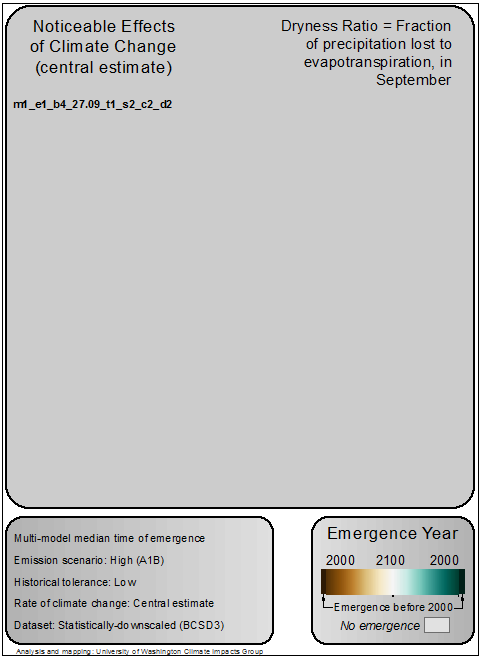 Noticeable Effects
of Climate Change
(central estimate)
Dryness Ratio = Fraction
of precipitation lost to
evapotranspiration, in
September
m1_e1_b4_27.09_t1_s2_c2_d2
Multi-model median time of emergence
Emission scenario: High (A1B)
Historical tolerance: Low
Rate of climate change: Central estimate
Dataset: Statistically-downscaled (BCSD3)
Emergence Year
2000 2100 2000
Emergence before 2000
No emergence
Analysis and mapping: University of Washington Climate Impacts Group